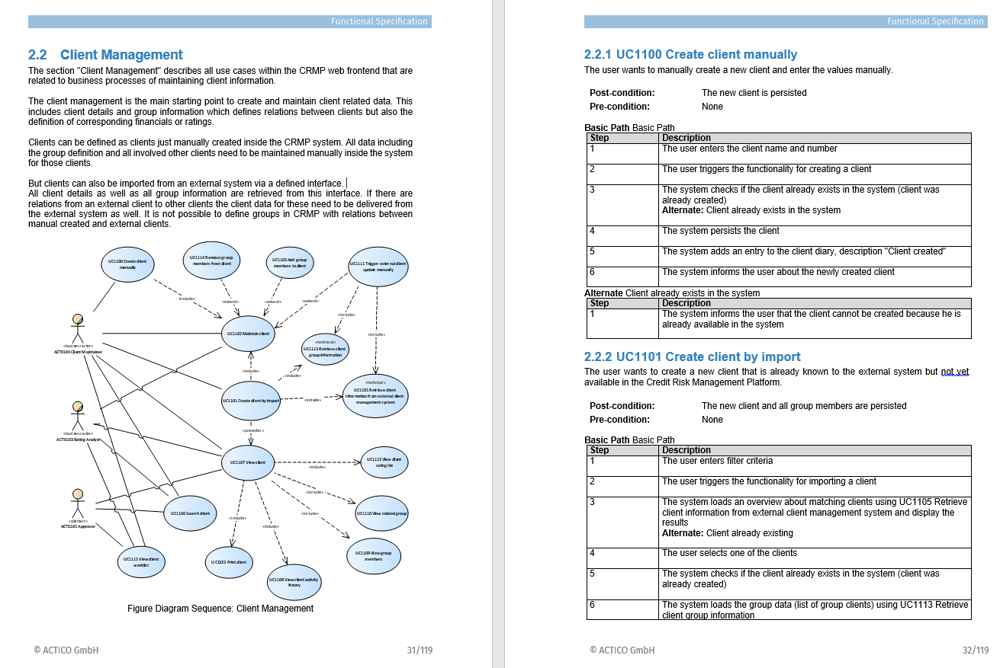 Functional Specification
2.2 Client Management
The section "Client Management" describes all use cases within the CRMP web frontend that are
related to business processes of maintaining client information.
The client management is the main starting point to create and maintain client related data. This
includes client details and group information which defines relations between clients but also the
definition of corresponding financials or ratings.
Clients can be defined as clients just manually created inside the CRMP system. All data including
the group definition and all involved other clients need to be maintained manually inside the system
for those clients.
But clients can also be imported from an external system via a defined interface.
All client details as well as all group information are retrieved from this interface. If there are
relations from an external client to other clients the client data for these need to be delivered from
the external system as well. It is not possible to define groups in CRMP with relations between
manual created and external clients.
UC1100 Create client
manually
UC1114 Remove group
members from client
UC1103 Add group
members to client
UC1111 Trigger external client
update manually
«include»
«extend»
«extend»
«extend»
«include»
«include»
UC1102 Maintain client
«business actor»
ACT0104 Client Maintainer
«technical»
UC1113 Retrieve client
group information
«include»
«include»
«technical»
UC1105 Retrieve client
information from external client
management system
UC1101 Create client by import
«include»
«business actor»
ACT0103 Rating Analyst
«precedes»
UC1107 View client
«include»
UC1112 View client
rating list
«include»
UC1110 View related group
«include»
«include»
«include»
UC1106 Search client
«abstract»
ACT0105 Approver
UC1109 View group
members
UC1115 View client
worklist
UC1323 Print client
UC1108 View client activity
history
Figure Diagram Sequence: Client Management
© ACTICO GmbH
31/119
Functional Specification
2.2.1 UC1100 Create client manually
The user wants to manually create a new client and enter the values manually.
Post-condition: The new client is persisted
Pre-condition: None
Basic Path Basic Path
Step Description
1 The user enters the client name and number
2 The user triggers the functionality for creating a client
3 The system checks if the client already exists in the system (client was
already created)
Alternate: Client already exists in the system
4 The system persists the client
5 The system adds an entry to the client diary, description "Client created"
6 The system informs the user about the newly created client
Alternate Client already exists in the system
Step Description
1 The system informs the user that the client cannot be created because he is
already available in the system
2.2.2 UC1101 Create client by import
The user wants to create a new client that is already known to the external system but not yet
available in the Credit Risk Management Platform.
Post-condition: The new client and all group members are persisted
Pre-condition: None
Basic Path Basic Path
Step Description
1 The user enters filter criteria
2 The user triggers the functionality for importing a client
3 The system loads an overview about matching clients using UC1105 Retrieve
client information from external client management system and display the
results
Alternate: Client already existing
4 The user selects one of the clients
5 The system checks if the client already exists in the system (client was
already created)
6 The system loads the group data (list of group clients) using UC1113 Retrieve
client group information
© ACTICO GmbH
32/119